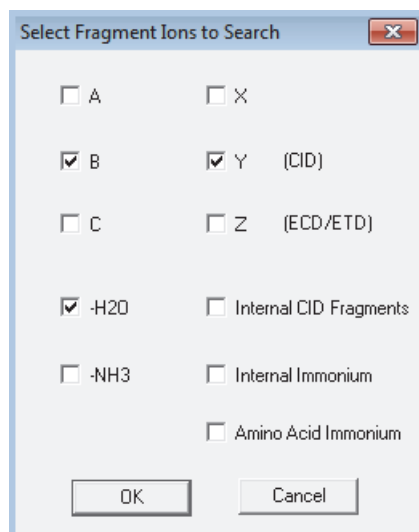 Select Fragment Ions to Search
A X
B Y (CID)
C Z (ECD/ETD)
-H2O Internal CID Fragments
-NH3 Internal Immonium
Amino Acid Immonium
OK Cancel